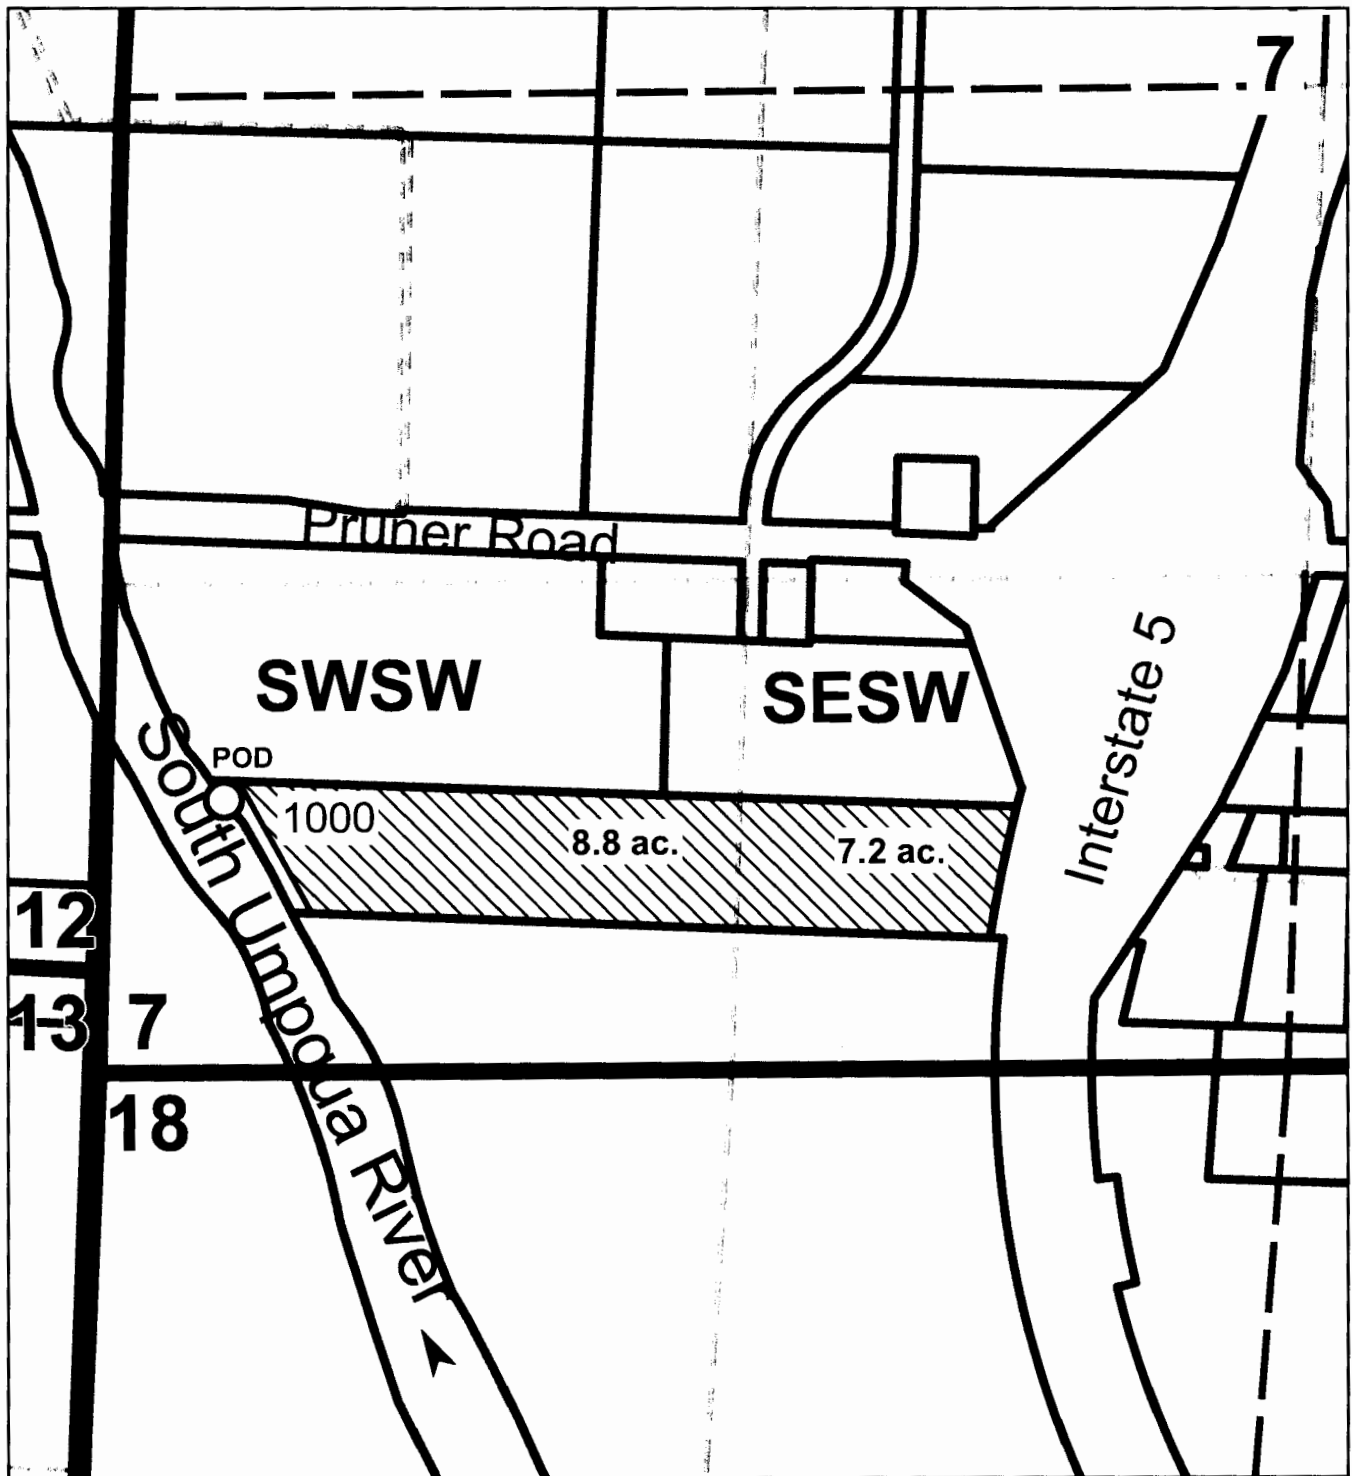 7
Pruner Road
SWSW
SESW
Interstate 5
POD
1000
8.8 ac.
7.2 ac.
South Umpqua River
12
13
7
18